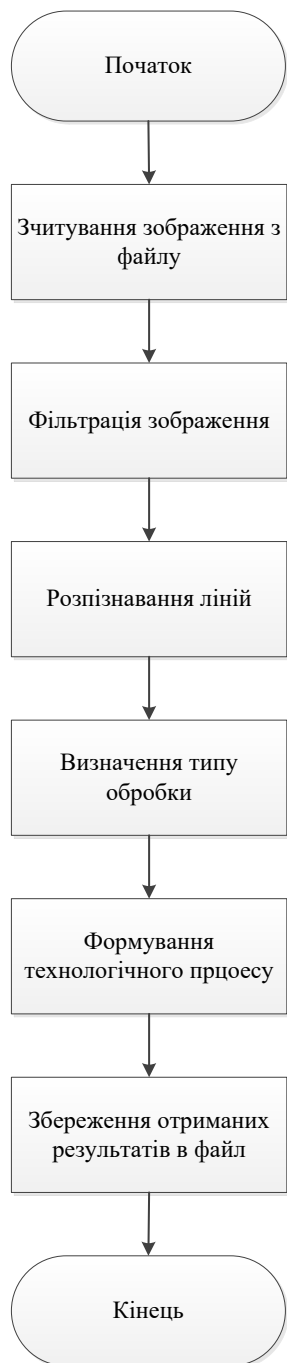 Початок
Зчитування зображення з
файлу
Фільтрація зображення
Розпізнавання ліній
Визначення типу
обробки
Формування
технологічного прцоесу
Збереження отриманих
результатів в файл
Кінець